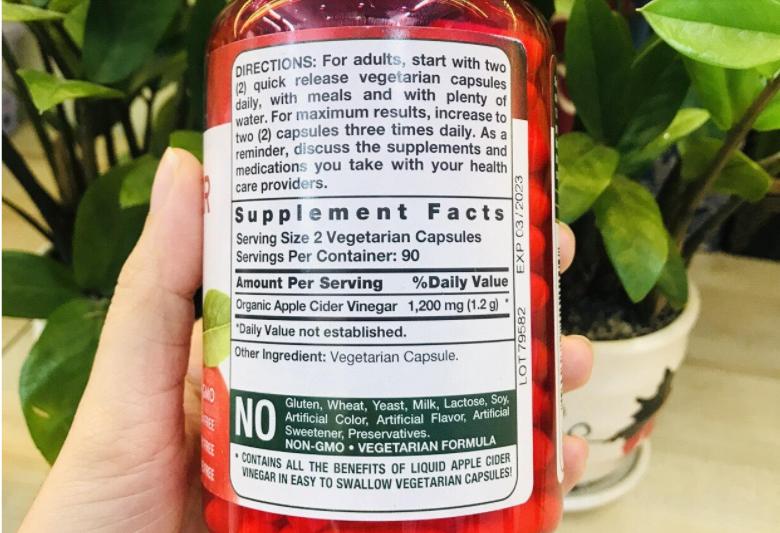 DIRECTIONS: For adults, start with two
(2) quick release vegetarian capsules
daily, with meals and with plenty of
water. For maximum results, increase to
two (2) capsules three times daily. As a
reminder, discuss the supplements and
medications you take with your health
care providers.
Supplement Facts
Serving Size 2 Vegetarian Capsules
Servings Per Container: 90
Amount Per Serving %Daily Value
Organic Apple Cider Vinegar 1,200 mg (1.2 g) *
*Daily Value not established.
Other Ingredient: Vegetarian Capsule.
NO
Gluten, Wheat, Yeast, Milk, Lactose, Soy,
Artificial Color, Artificial Flavor, Artificial
Sweetener, Preservatives.
NON-GMO • VEGETARIAN FORMULA
• CONTAINS ALL THE BENEFITS OF LIQUID APPLE CIDER
VINEGAR IN EASY TO SWALLOW VEGETARIAN CAPSULES!
LOT 79582 EXP 03/2023